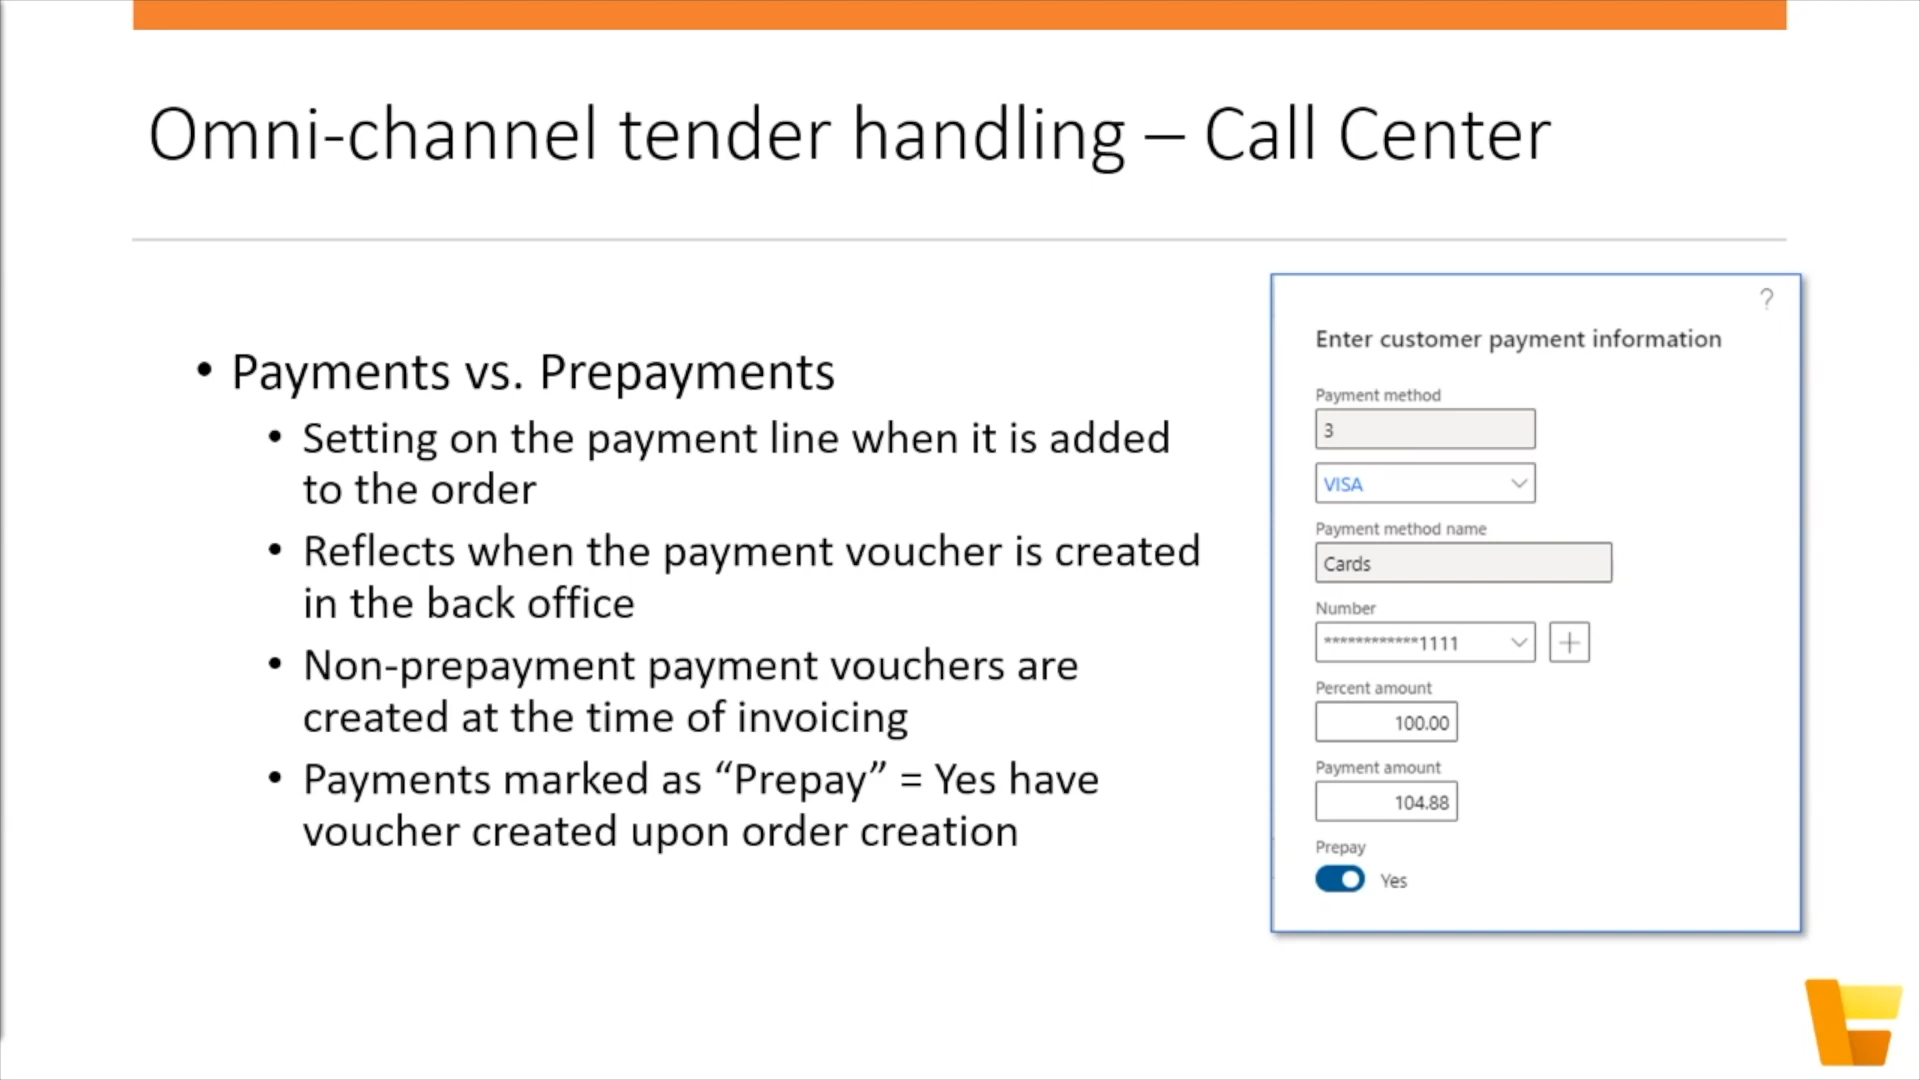 Omni-channel tender handling – Call Center
• Payments vs. Prepayments
• Setting on the payment line when it is added
to the order
• Reflects when the payment voucher is created
in the back office
• Non-prepayment payment vouchers are
created at the time of invoicing
• Payments marked as “Prepay” = Yes have
voucher created upon order creation
?
Enter customer payment information
Payment method
3
VISA
Payment method name
Cards
Number
************1111
Percent amount
100.00
Payment amount
104.88
Prepay
Yes